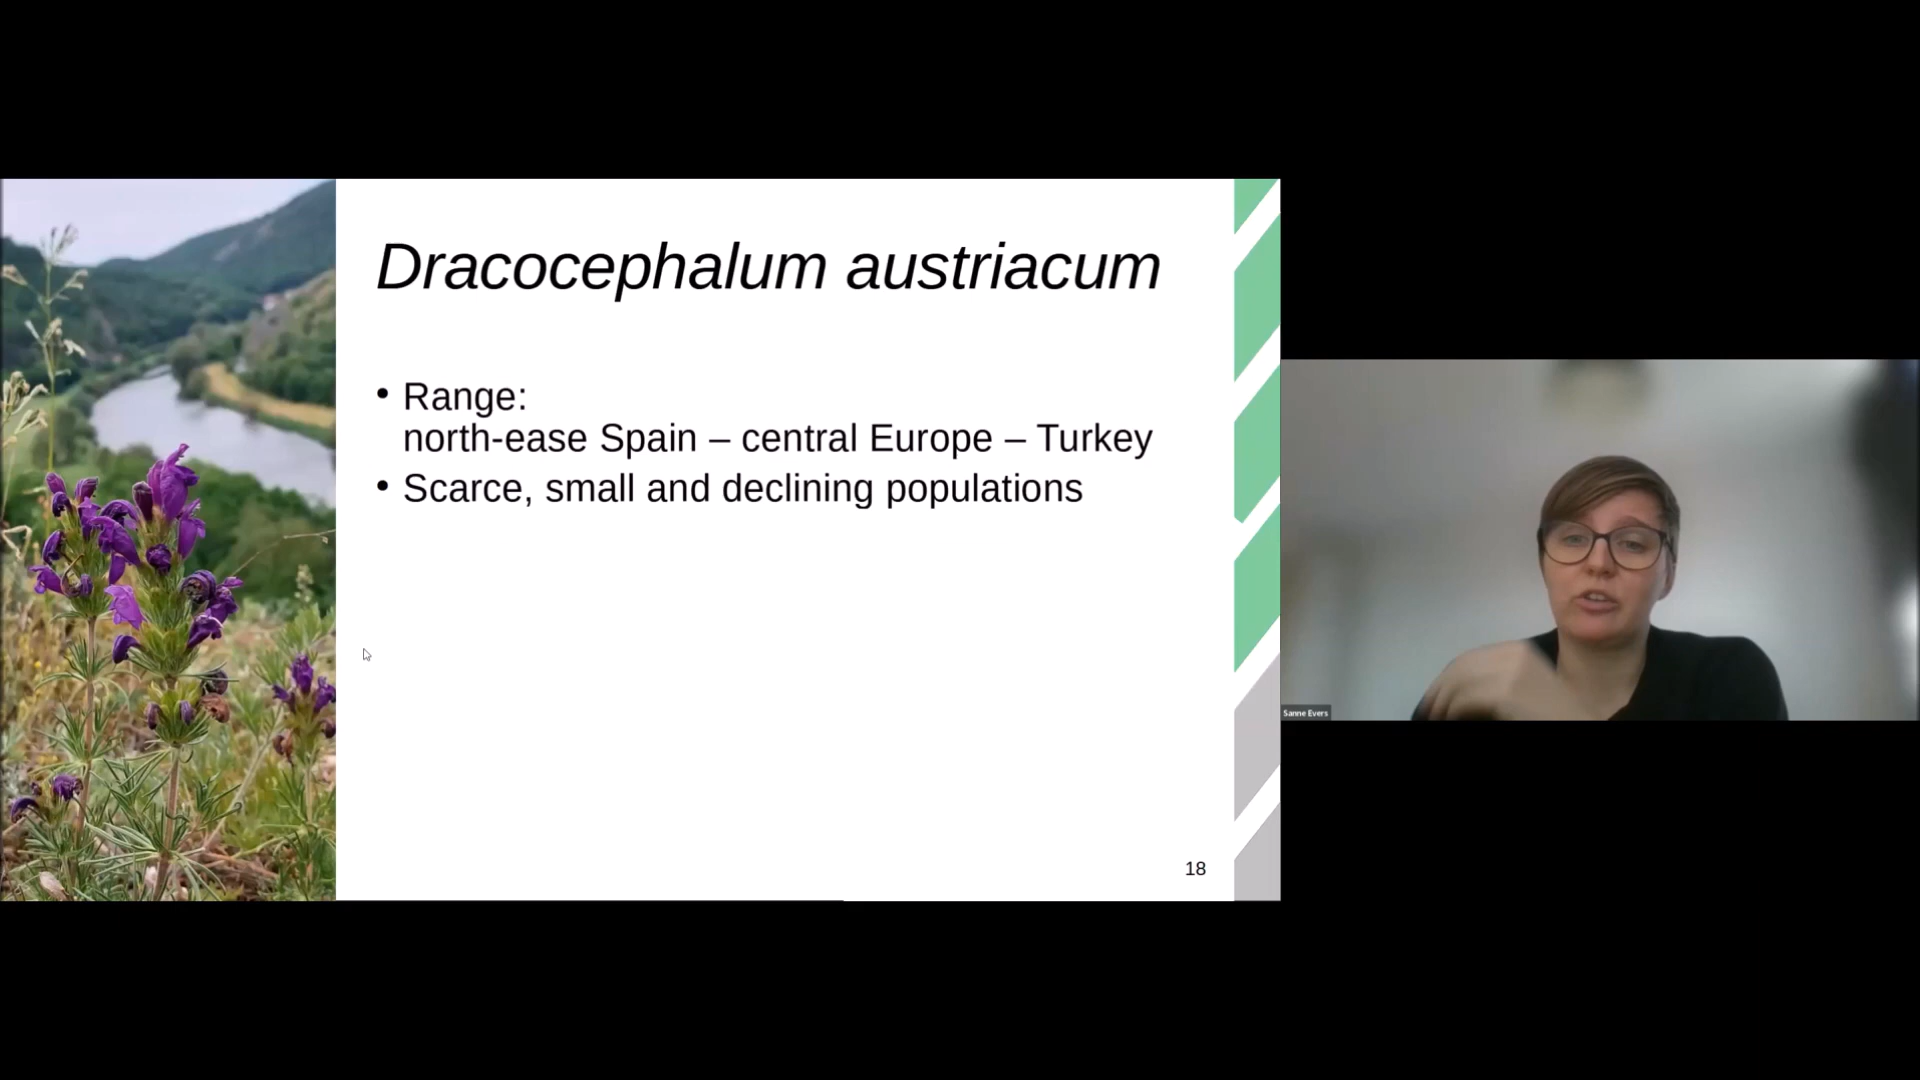 Dracocephalum austriacum
• Range:
north-ease Spain – central Europe – Turkey
• Scarce, small and declining populations
18
Sanne Evers